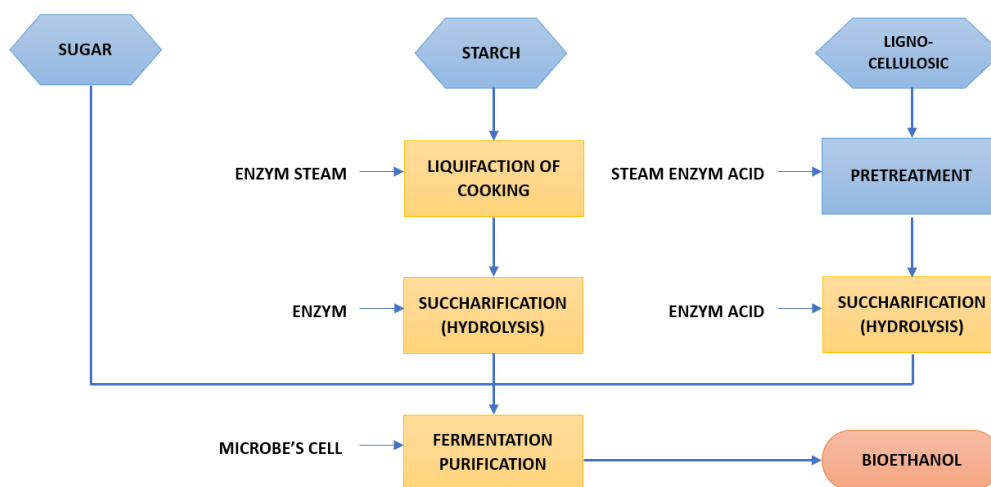 SUGAR
STARCH
LIGNO-
CELLULOSIC
ENZYM STEAM
LIQUIFACTION OF
COOKING
STEAM ENZYM ACID
PRETREATMENT
ENZYM
SUCCHARIFICATION
(HYDROLYSIS)
ENZYM ACID
SUCCHARIFICATION
(HYDROLYSIS)
MICROBE'S CELL
FERMENTATION
PURIFICATION
BIOETHANOL